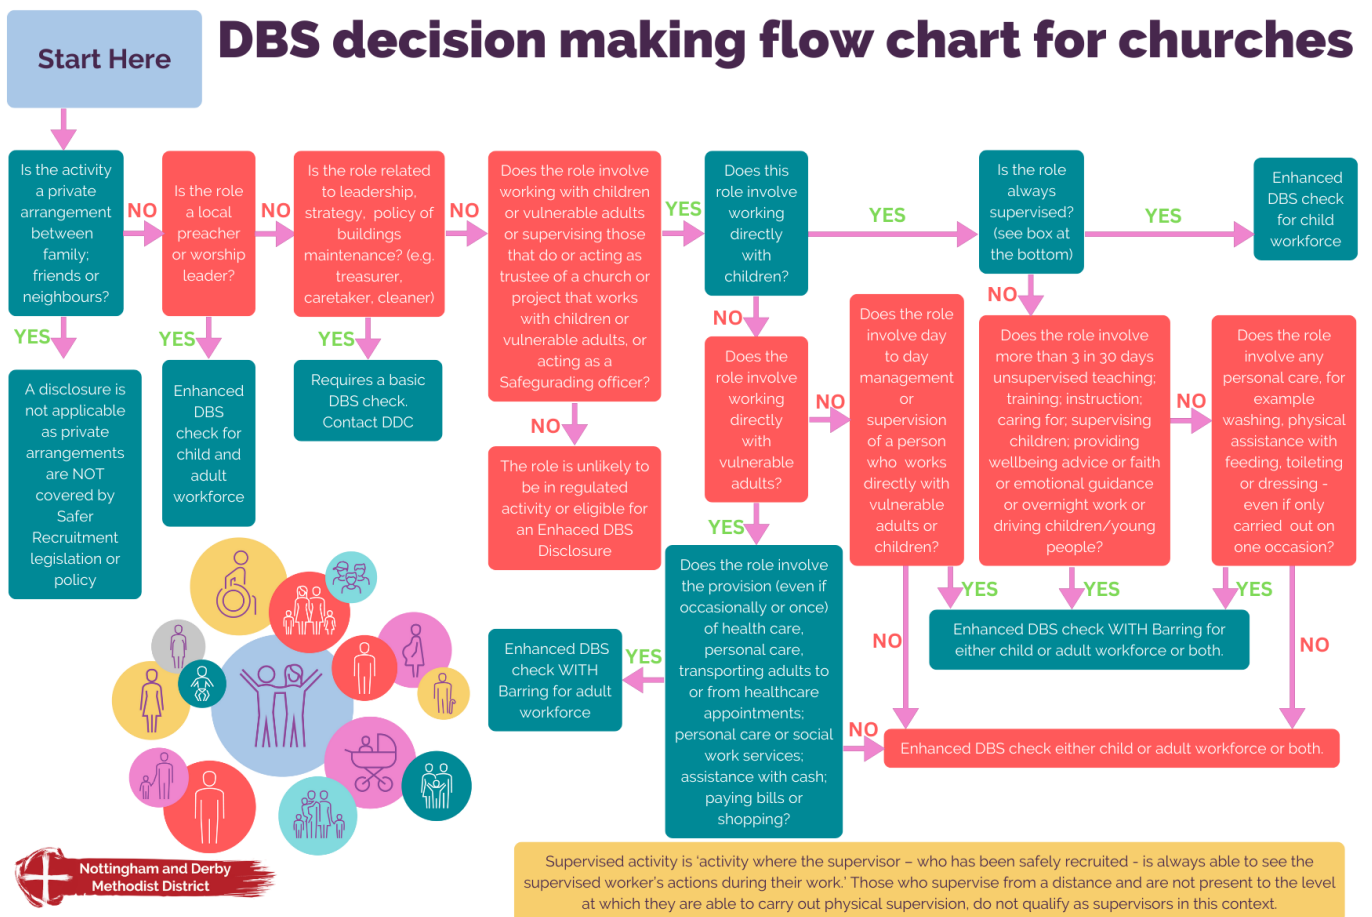 Start Here
DBS decision making flow chart for churches
Is the activity
a private
arrangement
between
family;
friends or
neighbours?
NO
Is the role
a local
preacher
or worship
leader?
NO
Is the role related
to leadership,
strategy, policy of
buildings
maintenance? (e.g.
treasurer,
caretaker, cleaner)
NO
Does the role involve
working with children
or vulnerable adults
or supervising those
that do or acting as
trustee of a church or
project that works
with children or
vulnerable adults, or
acting as a
Safegurading officer?
YES
Does this
role involve
working
directly
with
children?
YES
Is the role
always
supervised?
(see box at
the bottom)
YES
Enhanced
DBS check
for child
workforce
YES
A disclosure is
not applicable
as private
arrangements
are NOT
covered by
Safer
Recruitment
legislation or
policy
YES
Enhanced
DBS
check for
child and
adult
workforce
YES
Requires a basic
DBS check.
Contact DDC
NO
The role is unlikely to
be in regulated
activity or eligible for
an Enhaced DBS
Disclosure
NO
Does the
role involve
working
directly
with
vulnerable
adults?
NO
Does the role
involve day
to day
management
or
supervision
of a person
who works
directly with
vulnerable
adults or
children?
NO
Does the role involve
more than 3 in 30 days
unsupervised teaching;
training; instruction;
caring for; supervising
children; providing
wellbeing advice or faith
or emotional guidance
or overnight work or
driving children/young
people?
NO
Does the role
involve any
personal care, for
example
washing, physical
assistance with
feeding, toileting
or dressing -
even if only
carried out on
one occasion?
YES
Does the role involve
the provision (even if
occasionally or once)
of health care,
personal care,
transporting adults to
or from healthcare
appointments;
personal care or social
work services;
assistance with cash;
paying bills or
shopping?
YES
Enhanced DBS
check WITH
Barring for adult
workforce
YES
YES
YES
Enhanced DBS check WITH Barring for
either child or adult workforce or both.
NO
NO
NO
Enhanced DBS check either child or adult workforce or both.
Nottingham and Derby
Methodist District
Supervised activity is 'activity where the supervisor – who has been safely recruited - is always able to see the
supervised worker's actions during their work.' Those who supervise from a distance and are not present to the level
at which they are able to carry out physical supervision, do not qualify as supervisors in this context.